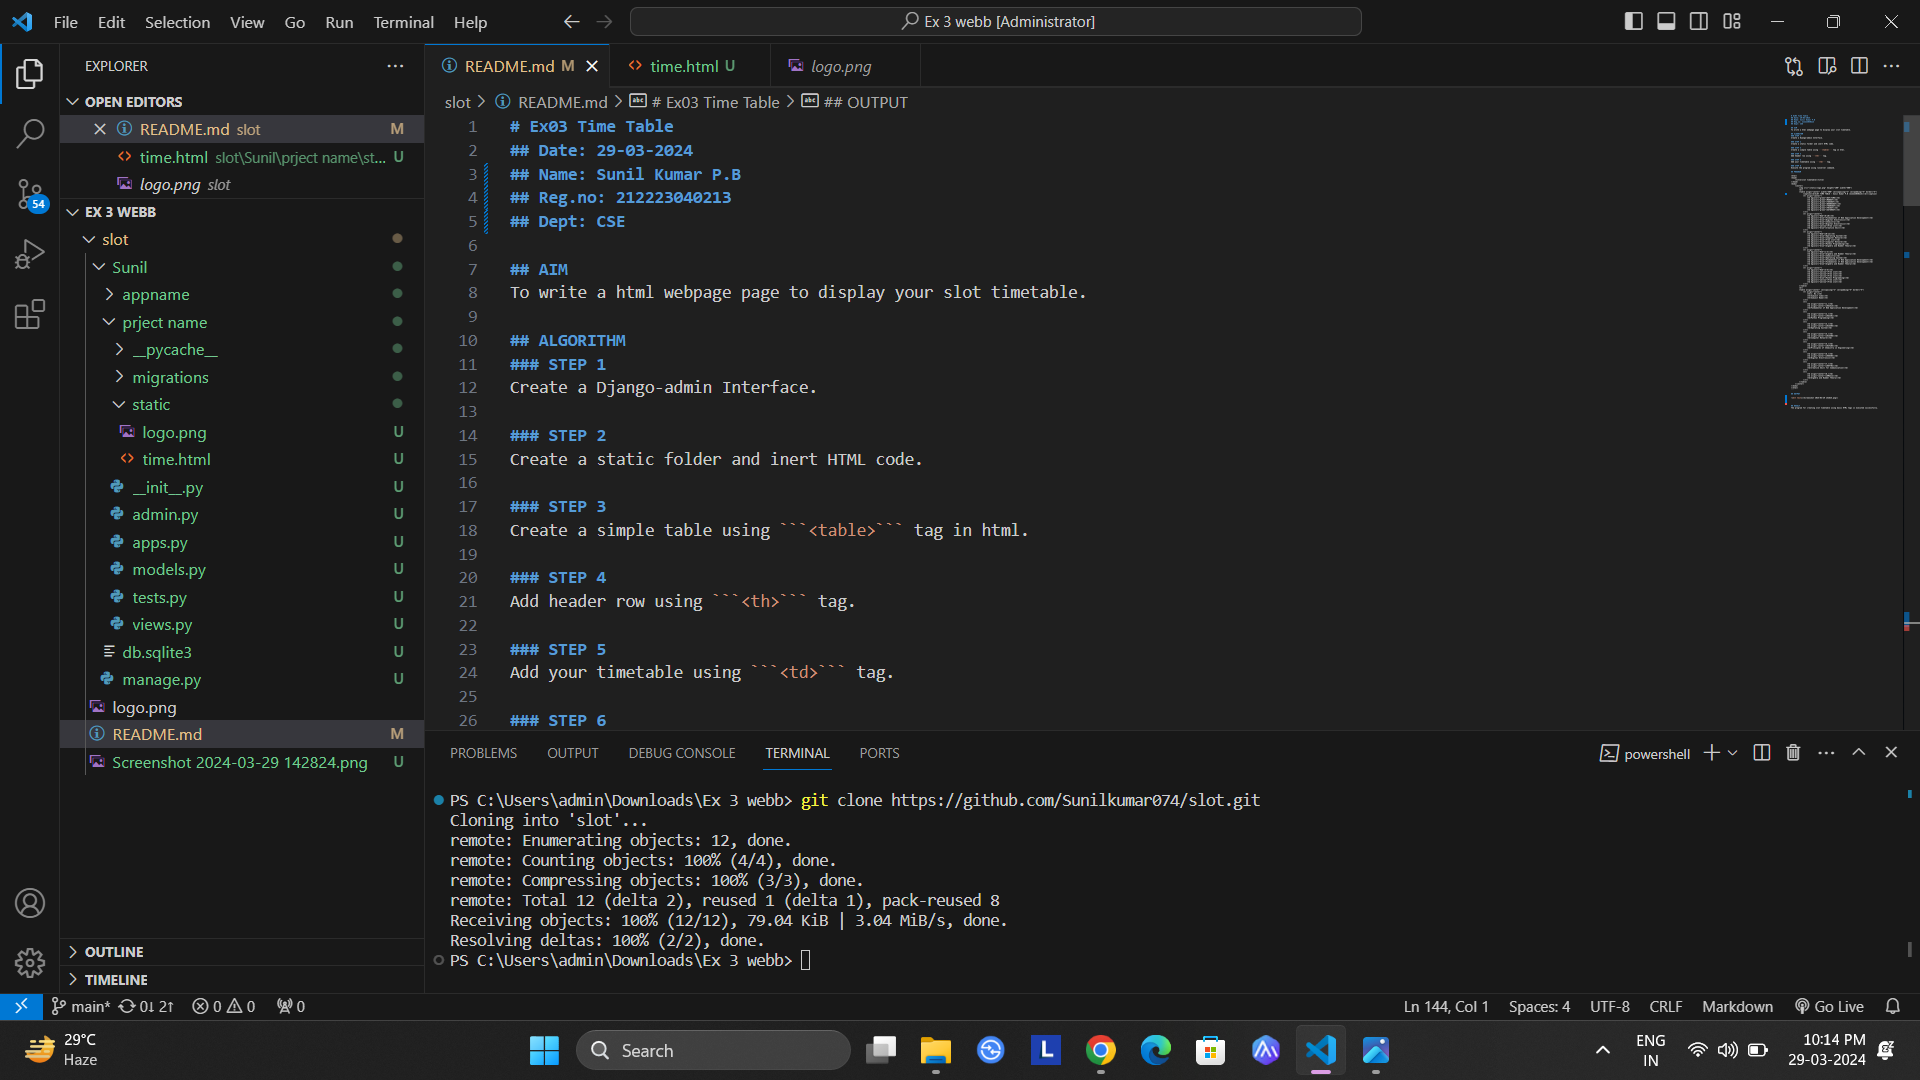 File Edit Selection View Go Run Terminal Help
Ex 3 webb [Administrator]
EXPLORER
OPEN EDITORS
README.md slot M
time.html slot\Sunil\prject name\st... U
logo.png slot
EX 3 WEBB
slot
Sunil
appname
prject name
__pycache__
migrations
static
logo.png U
time.html U
__init__.py U
admin.py U
apps.py U
models.py U
tests.py U
views.py U
db.sqlite3 U
manage.py U
logo.png
README.md M
Screenshot 2024-03-29 142824.png U
OUTLINE
TIMELINE
54
README.md M
time.html U
logo.png
slot > README.md > # Ex03 Time Table > ## OUTPUT
1 # Ex03 Time Table
2 ## Date: 29-03-2024
3 ## Name: Sunil Kumar P.B
4 ## Reg.no: 212223040213
5 ## Dept: CSE
6
7 ## AIM
8 To write a html webpage page to display your slot timetable.
9
10 ## ALGORITHM
11 ### STEP 1
12 Create a Django-admin Interface.
13
14 ### STEP 2
15 Create a static folder and inert HTML code.
16
17 ### STEP 3
18 Create a simple table using ```<table>``` tag in html.
19
20 ### STEP 4
21 Add header row using ```<th>``` tag.
22
23 ### STEP 5
24 Add your timetable using ```<td>``` tag.
25
26 ### STEP 6
PROBLEMS OUTPUT DEBUG CONSOLE TERMINAL PORTS
powershell
PS C:\Users\admin\Downloads\Ex 3 webb> git clone https://github.com/Sunilkumar074/slot.git
Cloning into 'slot'...
remote: Enumerating objects: 12, done.
remote: Counting objects: 100% (4/4), done.
remote: Compressing objects: 100% (3/3), done.
remote: Total 12 (delta 2), reused 1 (delta 1), pack-reused 8
Receiving objects: 100% (12/12), 79.04 KiB | 3.04 MiB/s, done.
Resolving deltas: 100% (2/2), done.
PS C:\Users\admin\Downloads\Ex 3 webb>
main* 0↓ 2↑ 0 0 0
Ln 144, Col 1 Spaces: 4 UTF-8 CRLF Markdown Go Live
29°C
Haze
Search
L
ENG
IN
10:14 PM
29-03-2024